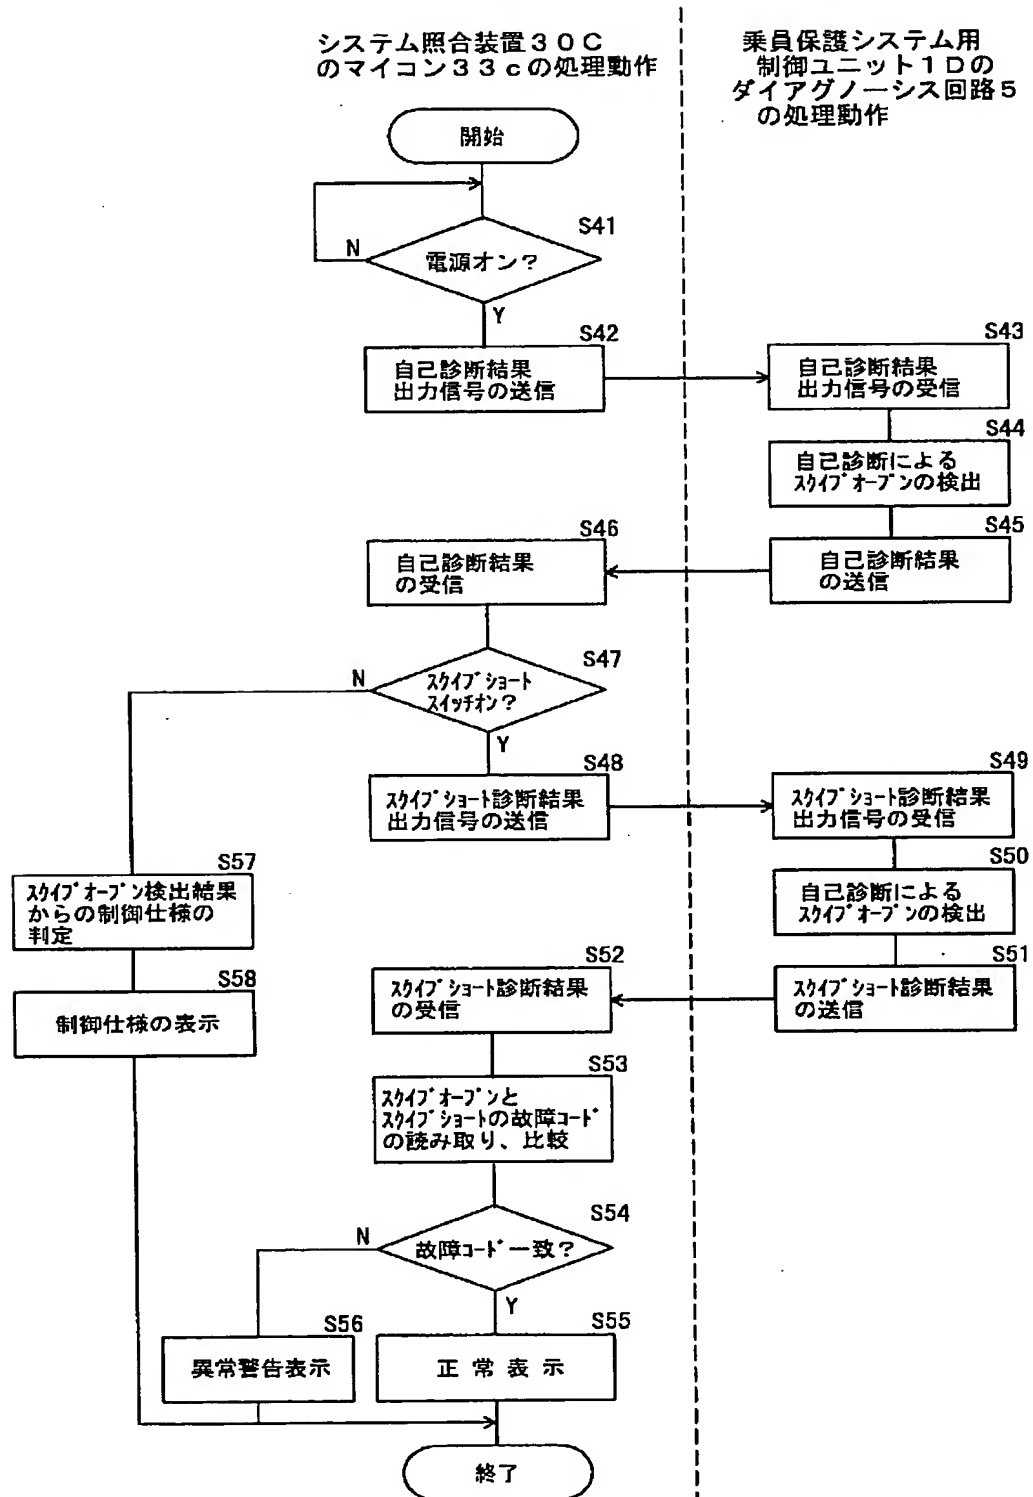 システム照合装置30C
のマイコン33cの処理動作
乗員保護システム用
制御ユニット1Dの
ダイアグノーシス回路5
の処理動作
開始
S41
電源オン?
N
Y
S42
自己診断結果
出力信号の送信
S43
自己診断結果
出力信号の受信
S44
自己診断による
スクイブオープンの検出
S45
自己診断結果
の送信
S46
自己診断結果
の受信
S47
スクイブショート
スイッチオン?
N
Y
S48
スクイブショート診断結果
出力信号の送信
S49
スクイブショート診断結果
出力信号の受信
S50
自己診断による
スクイブオープンの検出
S51
スクイブショート診断結果
の送信
S52
スクイブショート診断結果
の受信
S53
スクイブオープンと
スクイブショートの故障コード
の読み取り、比較
S54
故障コード一致?
N
Y
S55
正常表示
S56
異常警告表示
S57
スクイブオープン検出結果
からの制御仕様の
判定
S58
制御仕様の表示
終了